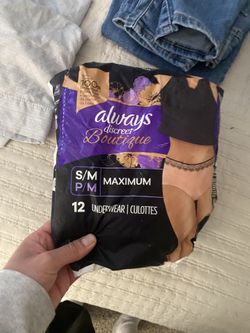 always
discreet
Boutique
S/M
P/M
MAXIMUM
12 UNDERWEAR | CULOTTES